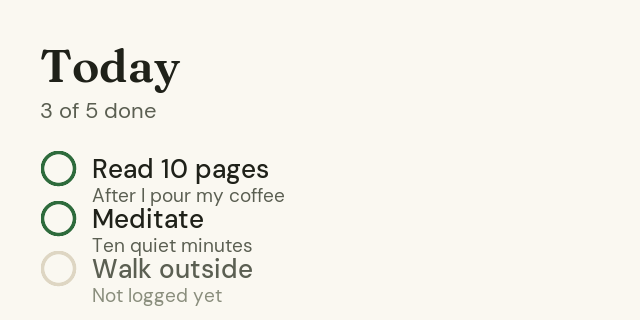 Today
3 of 5 done
Read 10 pages
After I pour my coffee
Meditate
Ten quiet minutes
Walk outside
Not logged yet